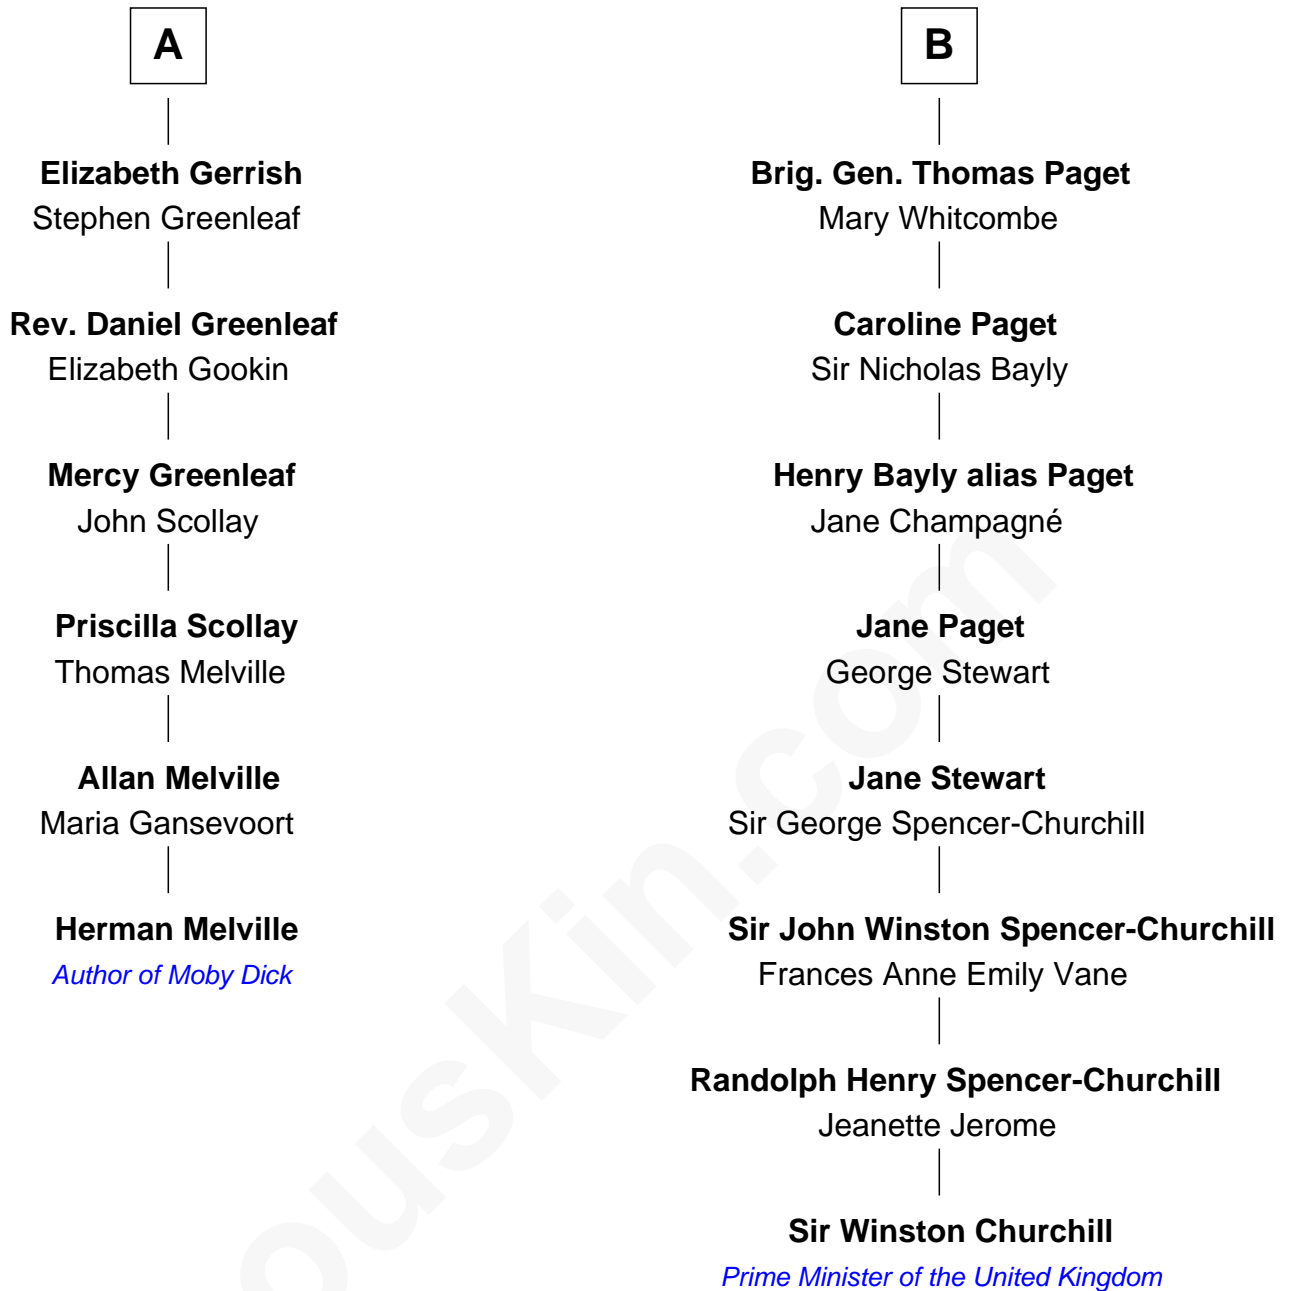 A
Elizabeth Gerrish
Stephen Greenleaf
Rev. Daniel Greenleaf
Elizabeth Gookin
Mercy Greenleaf
John Scollay
Priscilla Scollay
Thomas Melville
Allan Melville
Maria Gansevoort
Herman Melville
Author of Moby Dick
B
Brig. Gen. Thomas Paget
Mary Whitcombe
Caroline Paget
Sir Nicholas Bayly
Henry Bayly alias Paget
Jane Champagné
Jane Paget
George Stewart
Jane Stewart
Sir George Spencer-Churchill
Sir John Winston Spencer-Churchill
Frances Anne Emily Vane
Randolph Henry Spencer-Churchill
Jeanette Jerome
Sir Winston Churchill
Prime Minister of the United Kingdom
ousKin.com